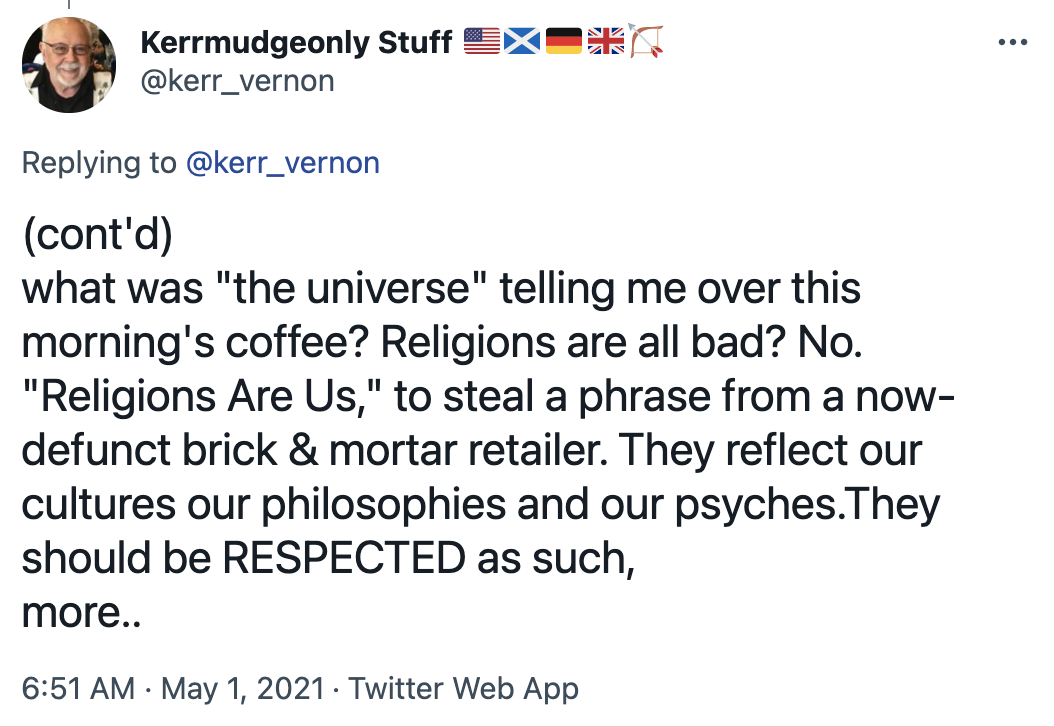 Kerrmudgeonly Stuff 🇺🇸🏴󠁧󠁢󠁳󠁣󠁴󠁿🇩🇪🇬🇧🏹
@kerr_vernon
Replying to @kerr_vernon
(cont'd)
what was "the universe" telling me over this
morning's coffee? Religions are all bad? No.
"Religions Are Us," to steal a phrase from a now-
defunct brick & mortar retailer. They reflect our
cultures our philosophies and our psyches.They
should be RESPECTED as such,
more..
6:51 AM · May 1, 2021 · Twitter Web App